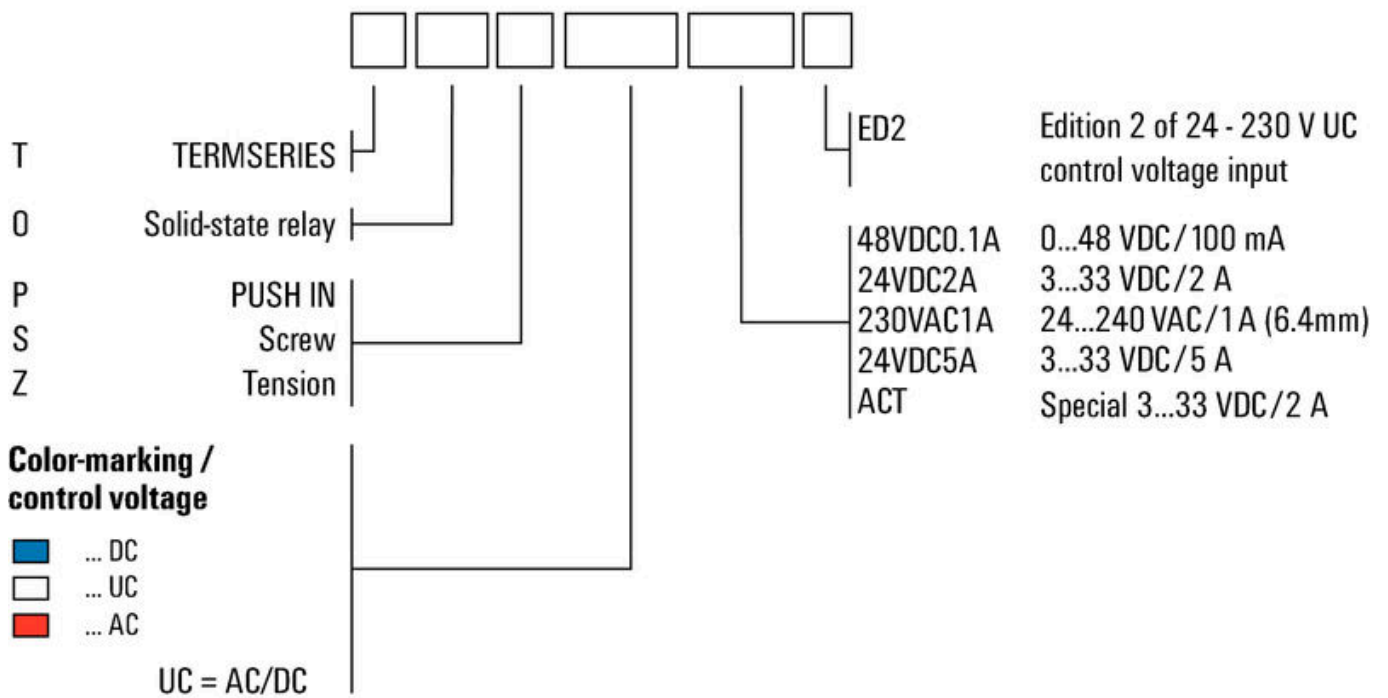 T TERMSERIES
O Solid-state relay
P PUSH IN
S Screw
Z Tension
Color-marking /
control voltage
... DC
... UC
... AC
UC = AC/DC
ED2 Edition 2 of 24 - 230 V UC
control voltage input
48VDC0.1A 0...48 VDC/100 mA
24VDC2A 3...33 VDC/2 A
230VAC1A 24...240 VAC/1A (6.4mm)
24VDC5A 3...33 VDC/5 A
ACT Special 3...33 VDC/2 A